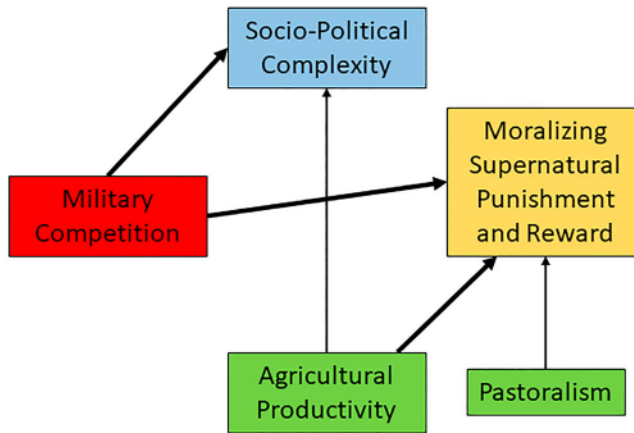 Socio-Political
Complexity
Moralizing
Supernatural
Punishment
and Reward
Military
Competition
Agricultural
Productivity
Pastoralism